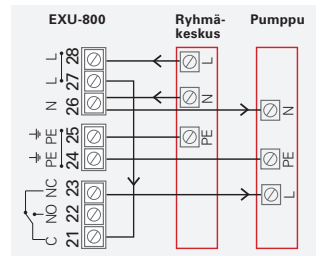 EXU-800
Ryhmä-
keskus
Pumppu
L 28
L 27
N 26
PE 25
PE 24
NC 23
NO 22
C 21
L
N
PE
N
PE
L